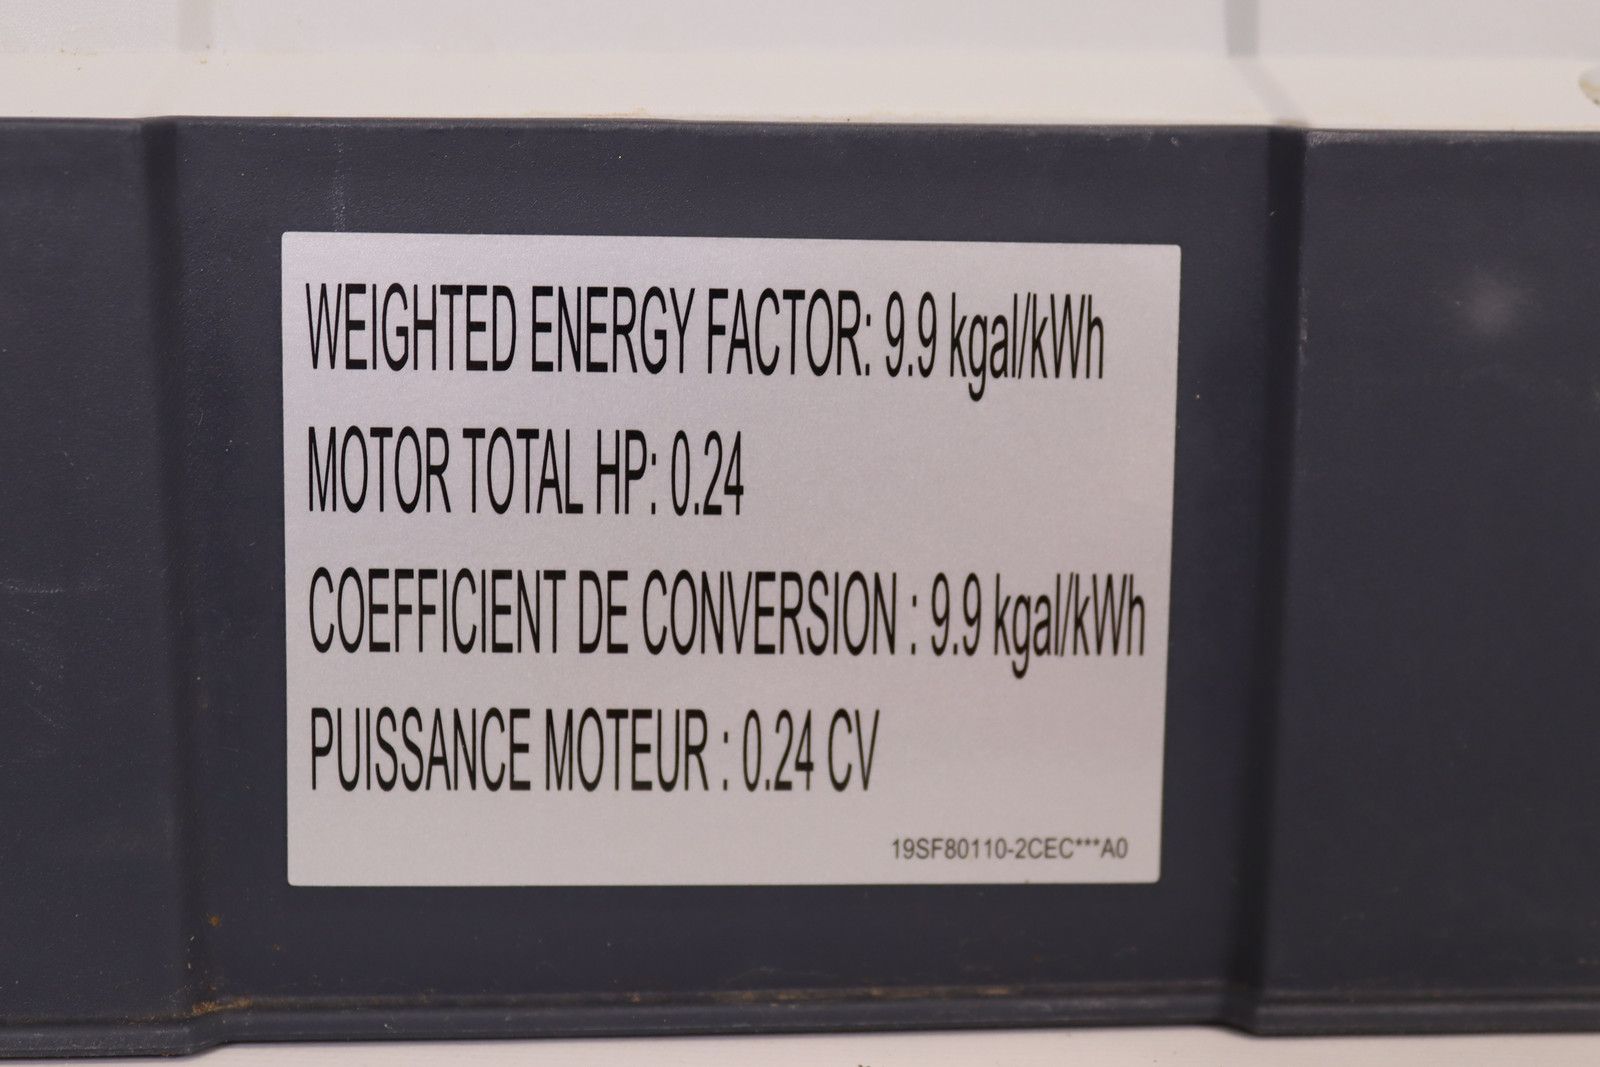 WEIGHTED ENERGY FACTOR: 9.9 kgal/kWh
MOTOR TOTAL HP: 0.24
COEFFICIENT DE CONVERSION : 9.9 kgal/kWh
PUISSANCE MOTEUR : 0.24 CV
19SF80110-2CEC***A0